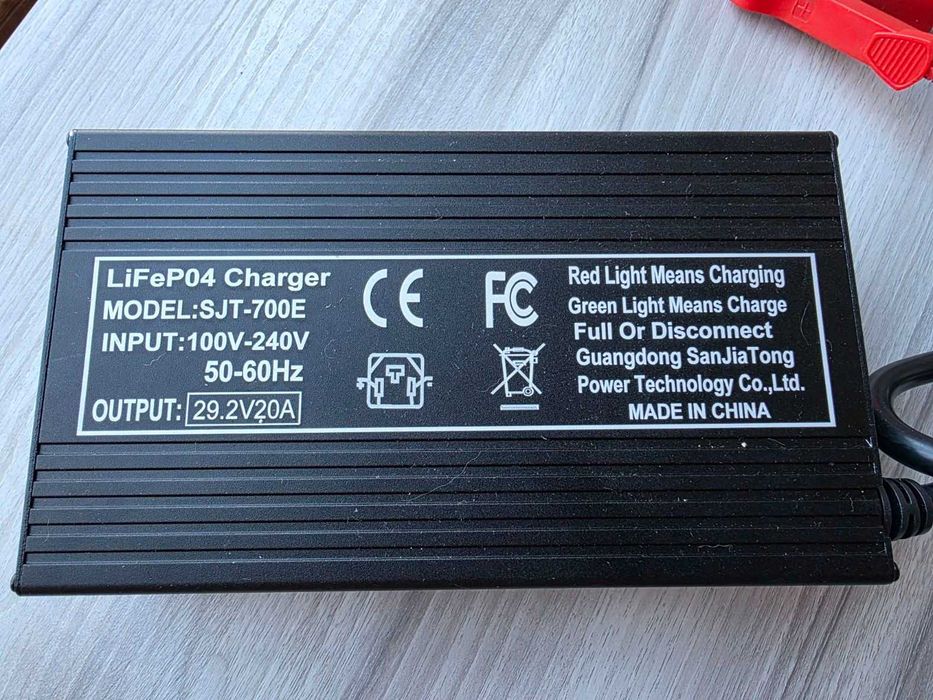 LiFeP04 Charger
MODEL:SJT-700E
INPUT:100V-240V
50-60Hz
OUTPUT: 29.2V20A
CE
FC
Red Light Means Charging
Green Light Means Charge
Full Or Disconnect
Guangdong SanJiaTong
Power Technology Co.,Ltd.
MADE IN CHINA